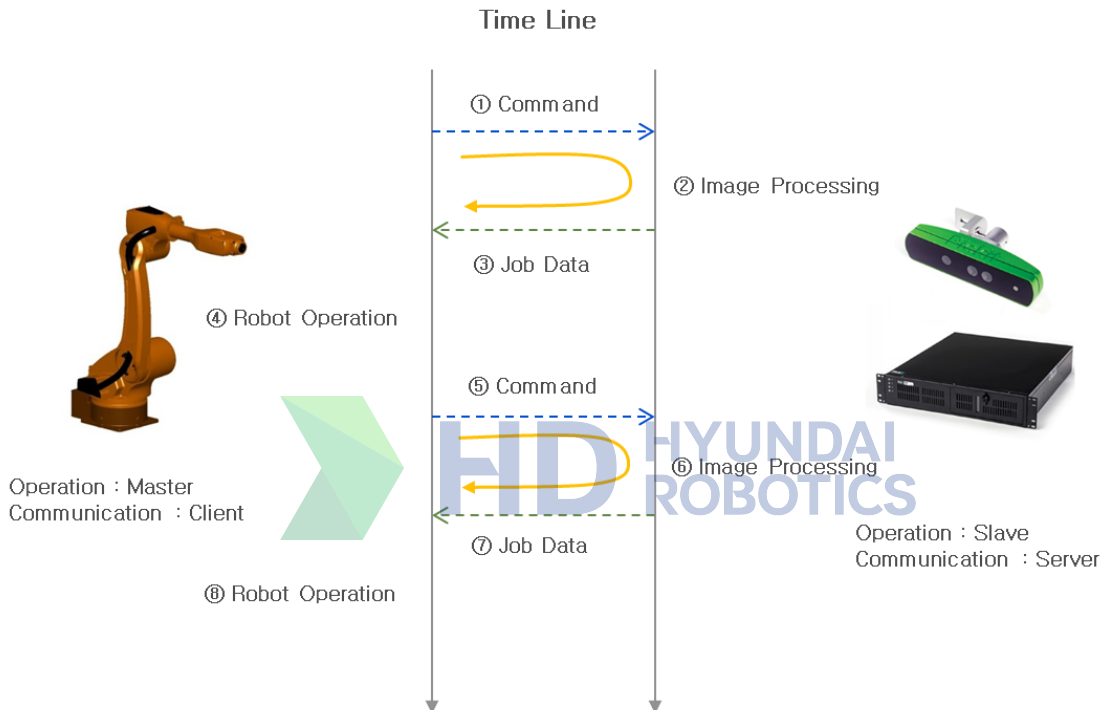 Time Line
① Command
② Image Processing
③ Job Data
④ Robot Operation
⑤ Command
⑥ Image Processing
HD HYUNDAI
ROBOTICS
Operation : Master
Communication : Client
Operation : Slave
Communication : Server
⑦ Job Data
⑧ Robot Operation